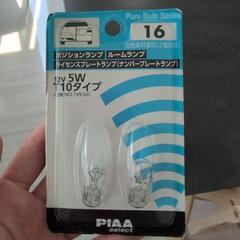 Pure Bulb Series
16
ポジションランプ ルームランプ
ライセンスプレートランプ(ナンバープレートランプ)
12V 5W
T10タイプ
PIAA
select